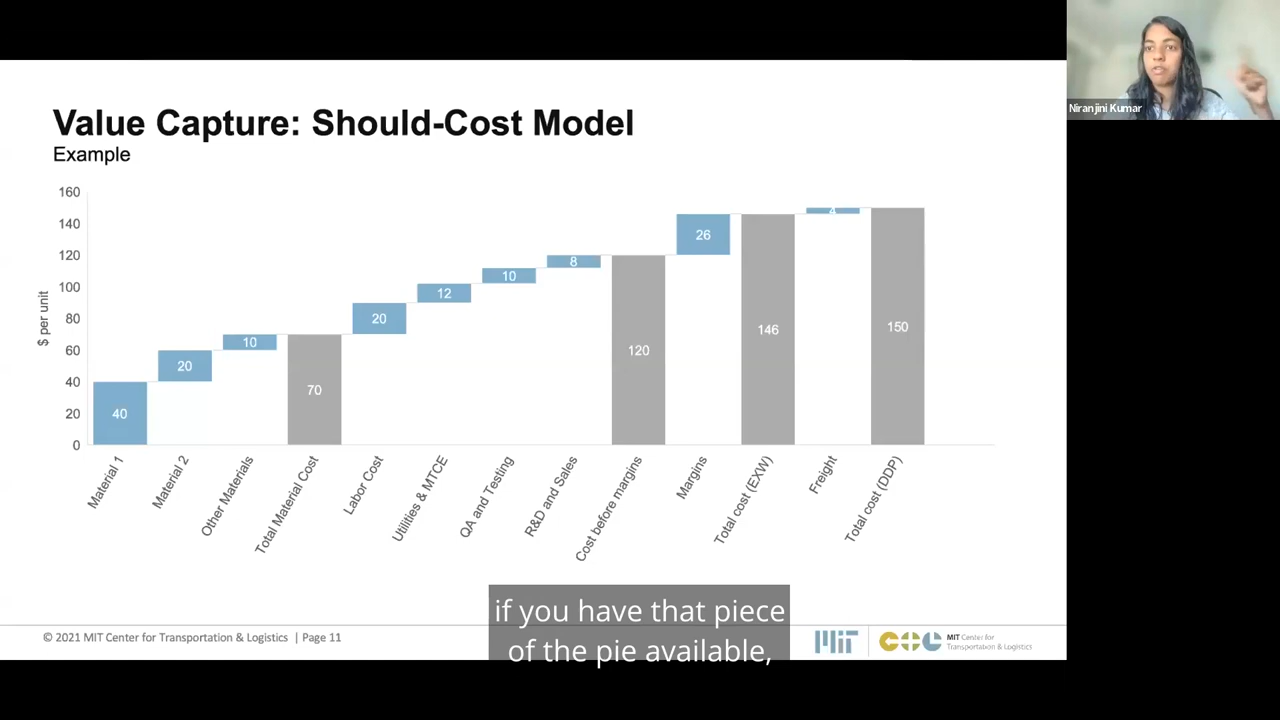 Niranjini Kumar
Value Capture: Should-Cost Model
Example
160
140
120
100
80
60
40
20
0
$ per unit
40
20
10
70
20
12
10
8
120
26
146
4
150
Material 1
Material 2
Other Materials
Total Material Cost
Labor Cost
Utilities & MTCE
QA and Testing
R&D and Sales
Cost before margins
Margins
Total cost (EXW)
Freight
Total cost (DDP)
if you have that piece
of the pie available,
© 2021 MIT Center for Transportation & Logistics | Page 11
MIT
CTL
MIT Center for
Transportation & Logistics